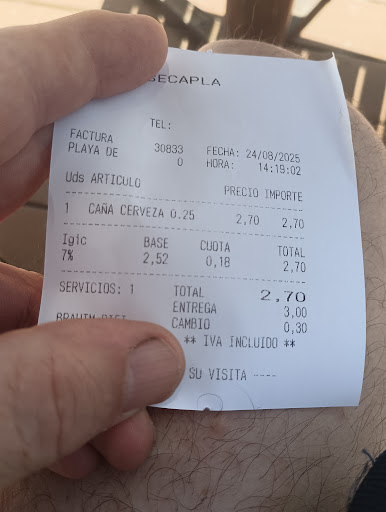 SECAPLA
TEL:
FACTURA 30833 FECHA: 24/08/2025
PLAYA DE 0 HORA: 14:19:02
Uds ARTICULO PRECIO IMPORTE
1 CAÑA CERVEZA 0.25 2,70 2,70
Igic BASE CUOTA TOTAL
7% 2,52 0,18 2,70
SERVICIOS: 1 TOTAL 2,70
ENTREGA 3,00
CAMBIO 0,30
** IVA INCLUIDO **
SU VISITA ----